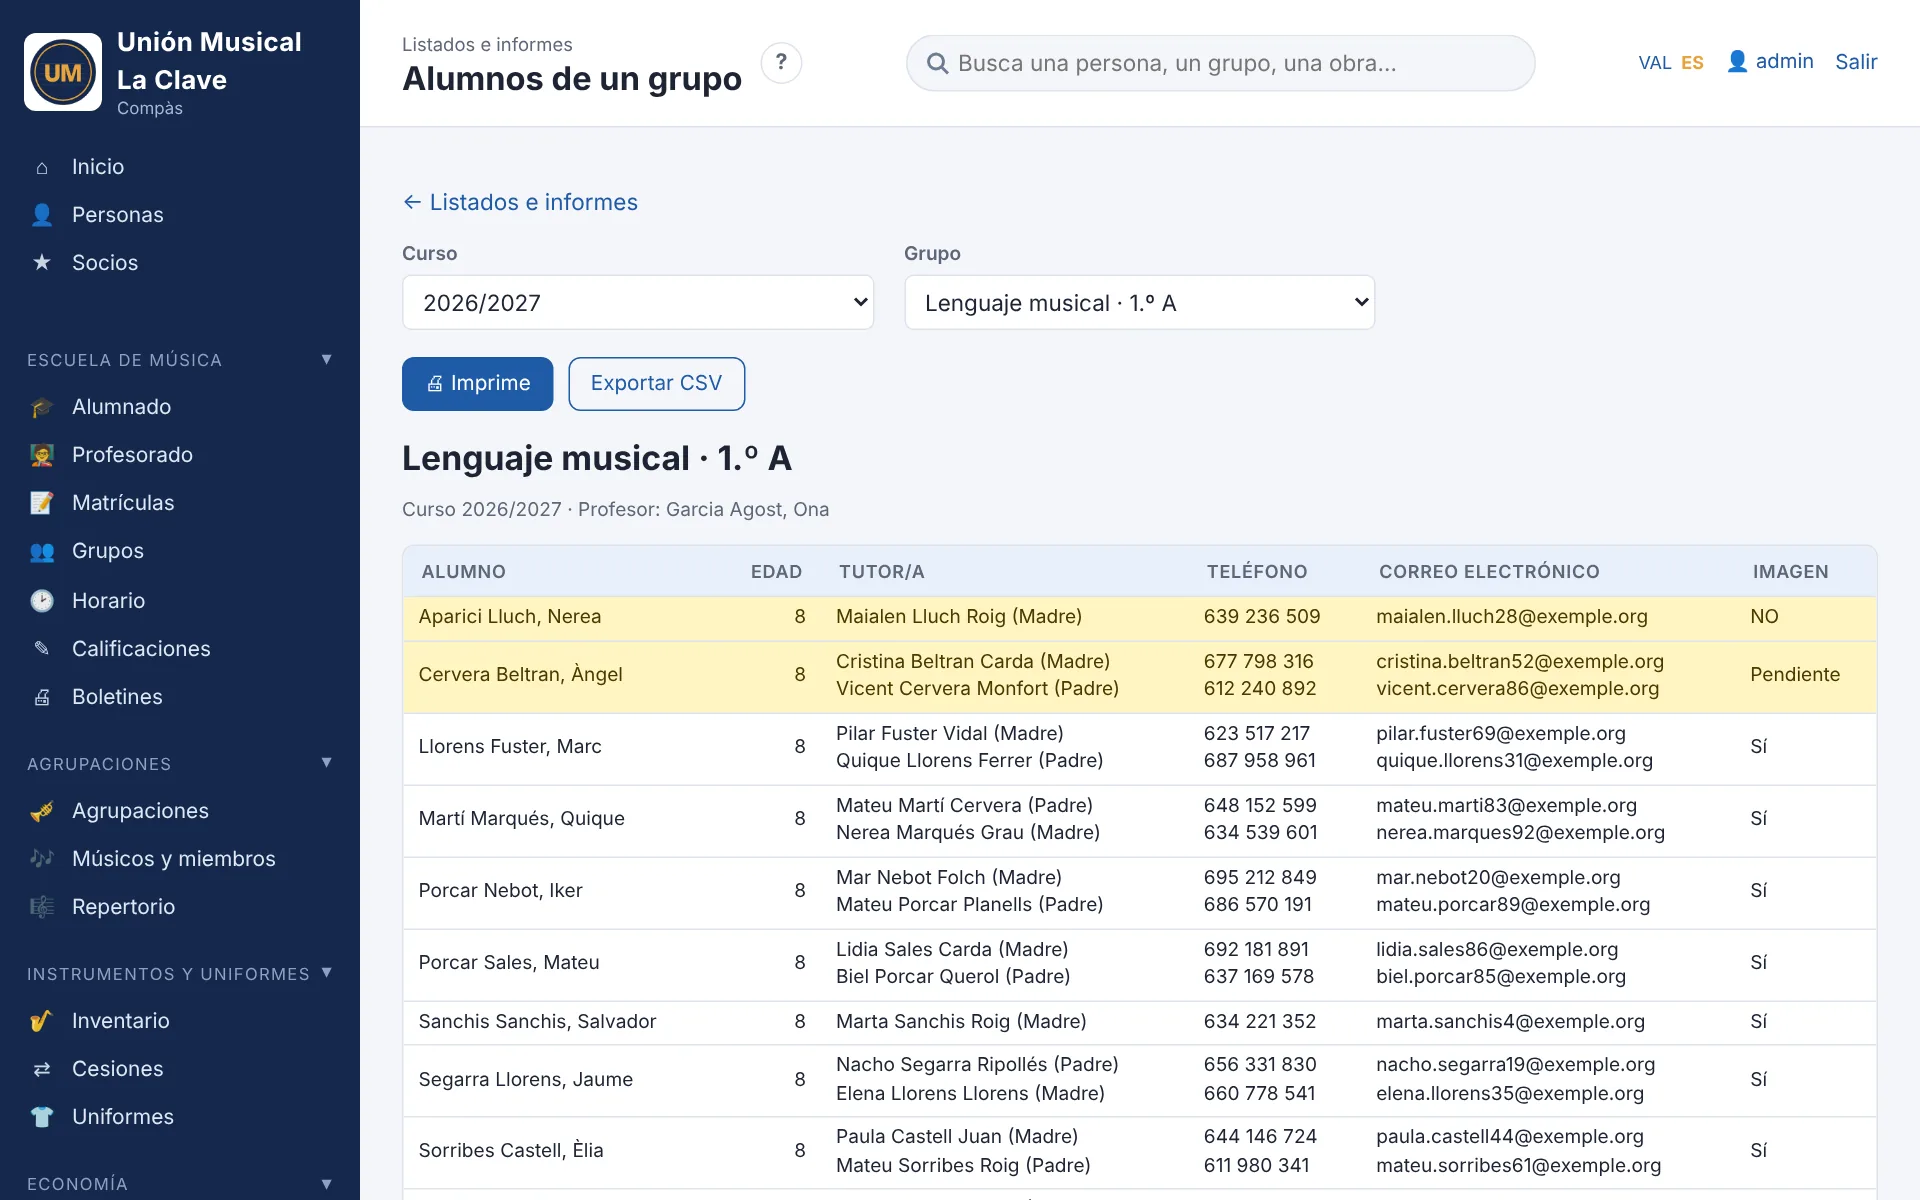 UM
Unión Musical
La Clave
Compàs
Inicio
Personas
Socios
ESCUELA DE MÚSICA
Alumnado
Profesorado
Matrículas
Grupos
Horario
Calificaciones
Boletines
AGRUPACIONES
Agrupaciones
Músicos y miembros
Repertorio
INSTRUMENTOS Y UNIFORMES
Inventario
Cesiones
Uniformes
ECONOMÍA
Listados e informes
Alumnos de un grupo
?
Busca una persona, un grupo, una obra...
VAL ES admin Salir
← Listados e informes
Curso Grupo
2026/2027 Lenguaje musical · 1.º A
Imprime Exportar CSV
Lenguaje musical · 1.º A
Curso 2026/2027 · Profesor: Garcia Agost, Ona
ALUMNO EDAD TUTOR/A TELÉFONO CORREO ELECTRÓNICO IMAGEN
Aparici Lluch, Nerea 8 Maialen Lluch Roig (Madre) 639 236 509 maialen.lluch28@exemple.org NO
Cervera Beltran, Àngel 8 Cristina Beltran Carda (Madre) 677 798 316 cristina.beltran52@exemple.org Pendiente
Vicent Cervera Monfort (Padre) 612 240 892 vicent.cervera86@exemple.org
Llorens Fuster, Marc 8 Pilar Fuster Vidal (Madre) 623 517 217 pilar.fuster69@exemple.org Sí
Quique Llorens Ferrer (Padre) 687 958 961 quique.llorens31@exemple.org
Martí Marqués, Quique 8 Mateu Martí Cervera (Padre) 648 152 599 mateu.marti83@exemple.org Sí
Nerea Marqués Grau (Madre) 634 539 601 nerea.marques92@exemple.org
Porcar Nebot, Iker 8 Mar Nebot Folch (Madre) 695 212 849 mar.nebot20@exemple.org Sí
Mateu Porcar Planells (Padre) 686 570 191 mateu.porcar89@exemple.org
Porcar Sales, Mateu 8 Lidia Sales Carda (Madre) 692 181 891 lidia.sales86@exemple.org Sí
Biel Porcar Querol (Padre) 637 169 578 biel.porcar85@exemple.org
Sanchis Sanchis, Salvador 8 Marta Sanchis Roig (Madre) 634 221 352 marta.sanchis4@exemple.org Sí
Segarra Llorens, Jaume 8 Nacho Segarra Ripollés (Padre) 656 331 830 nacho.segarra19@exemple.org Sí
Elena Llorens Llorens (Madre) 660 778 541 elena.llorens35@exemple.org
Sorribes Castell, Èlia 8 Paula Castell Juan (Madre) 644 146 724 paula.castell44@exemple.org Sí
Mateu Sorribes Roig (Padre) 611 980 341 mateu.sorribes61@exemple.org